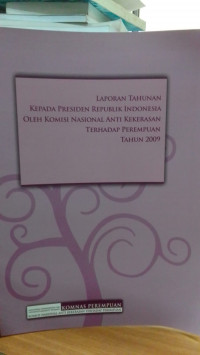 LAPORAN TAHUNAN
KEPADA PRESIDEN REPUBLIK INDONESIA
OLEH KOMISI NASIONAL ANTI KEKERASAN
TERHADAP PEREMPUAN
TAHUN 2009
KOMNAS PEREMPUAN